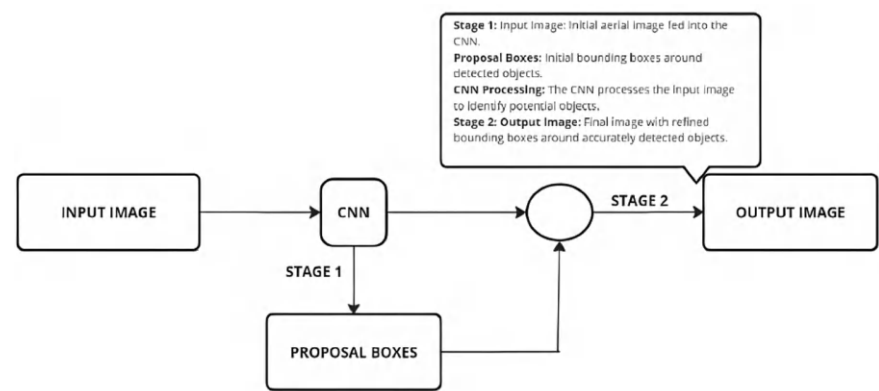 Stage 1: Input Image: Initial aerial image fed into the
CNN.
Proposal Boxes: Initial bounding boxes around
detected objects.
CNN Processing: The CNN processes the input image
to identify potential objects.
Stage 2: Output Image: Final image with refined
bounding boxes around accurately detected objects.
INPUT IMAGE
CNN
STAGE 2
OUTPUT IMAGE
STAGE 1
PROPOSAL BOXES